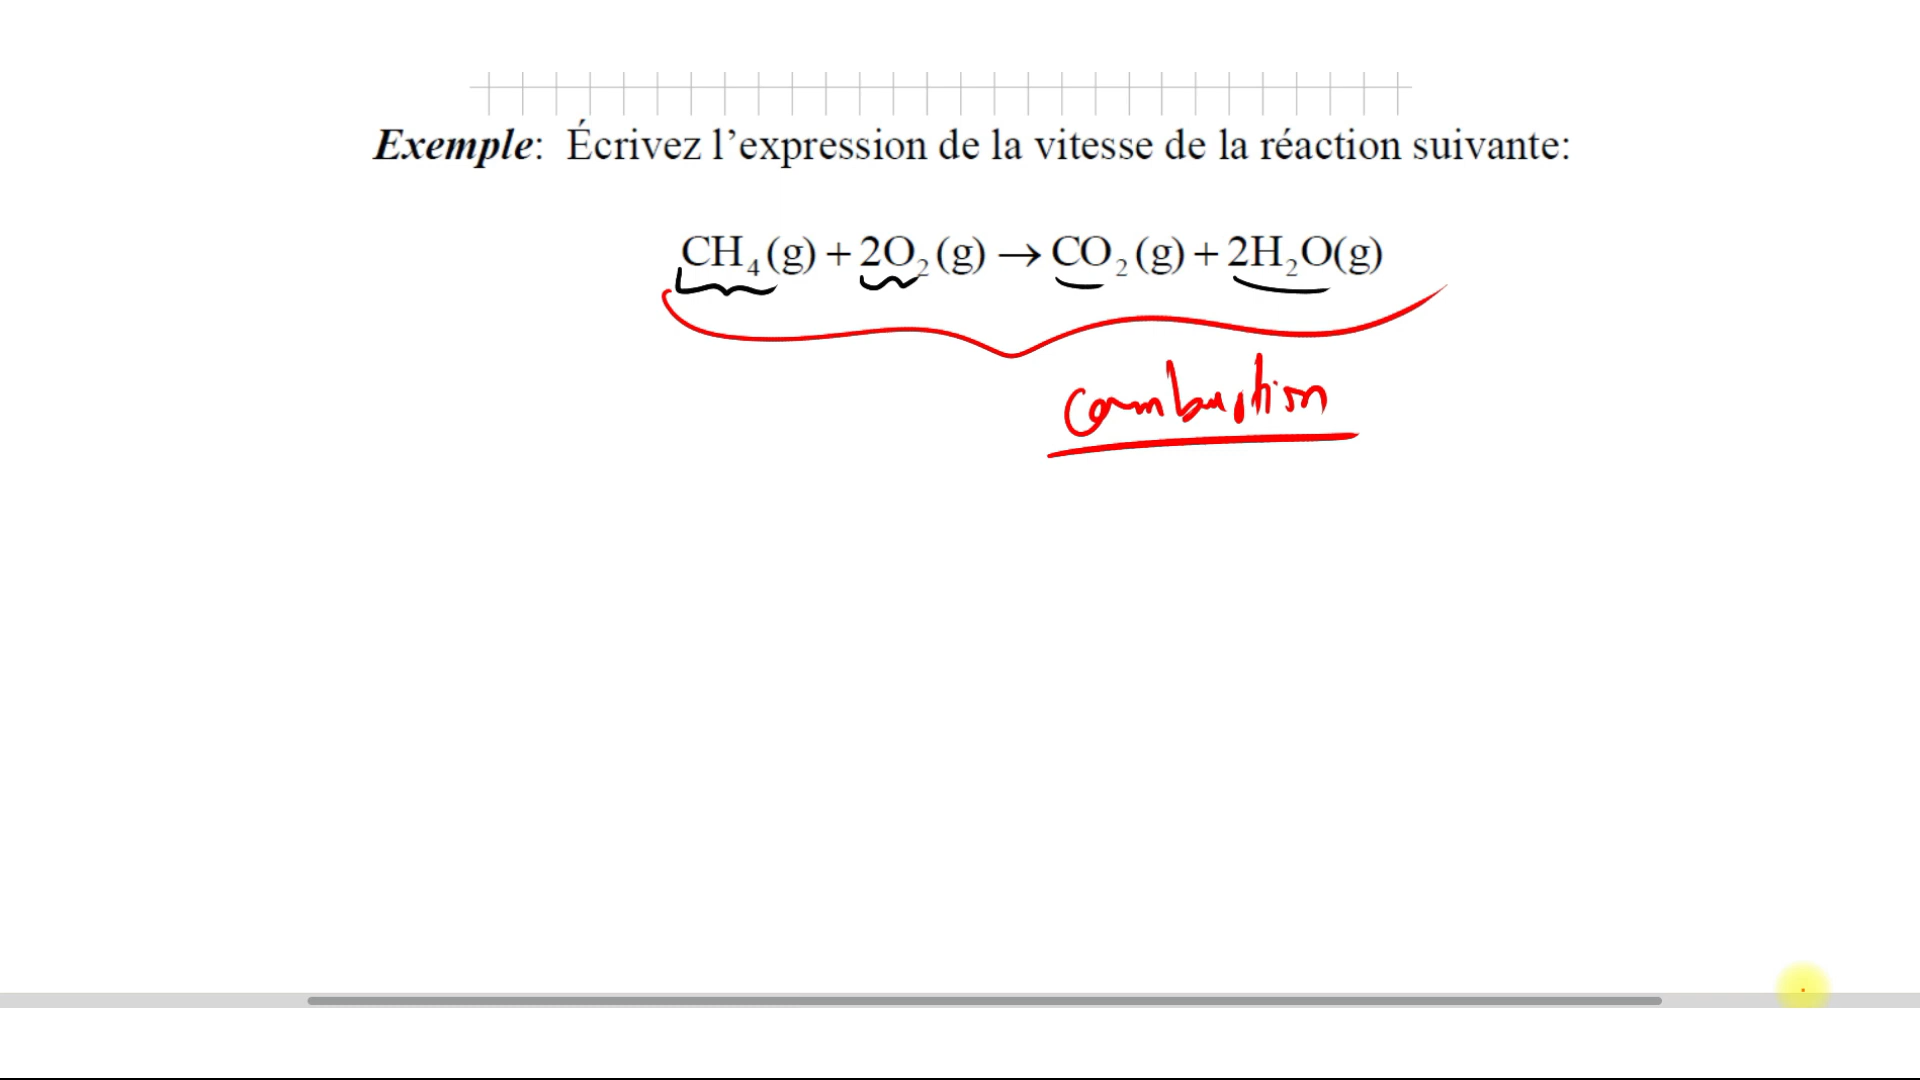 Exemple: Écrivez l’expression de la vitesse de la réaction suivante:
CH₄(g) + 2O₂(g) → CO₂(g) + 2H₂O(g)
combustion